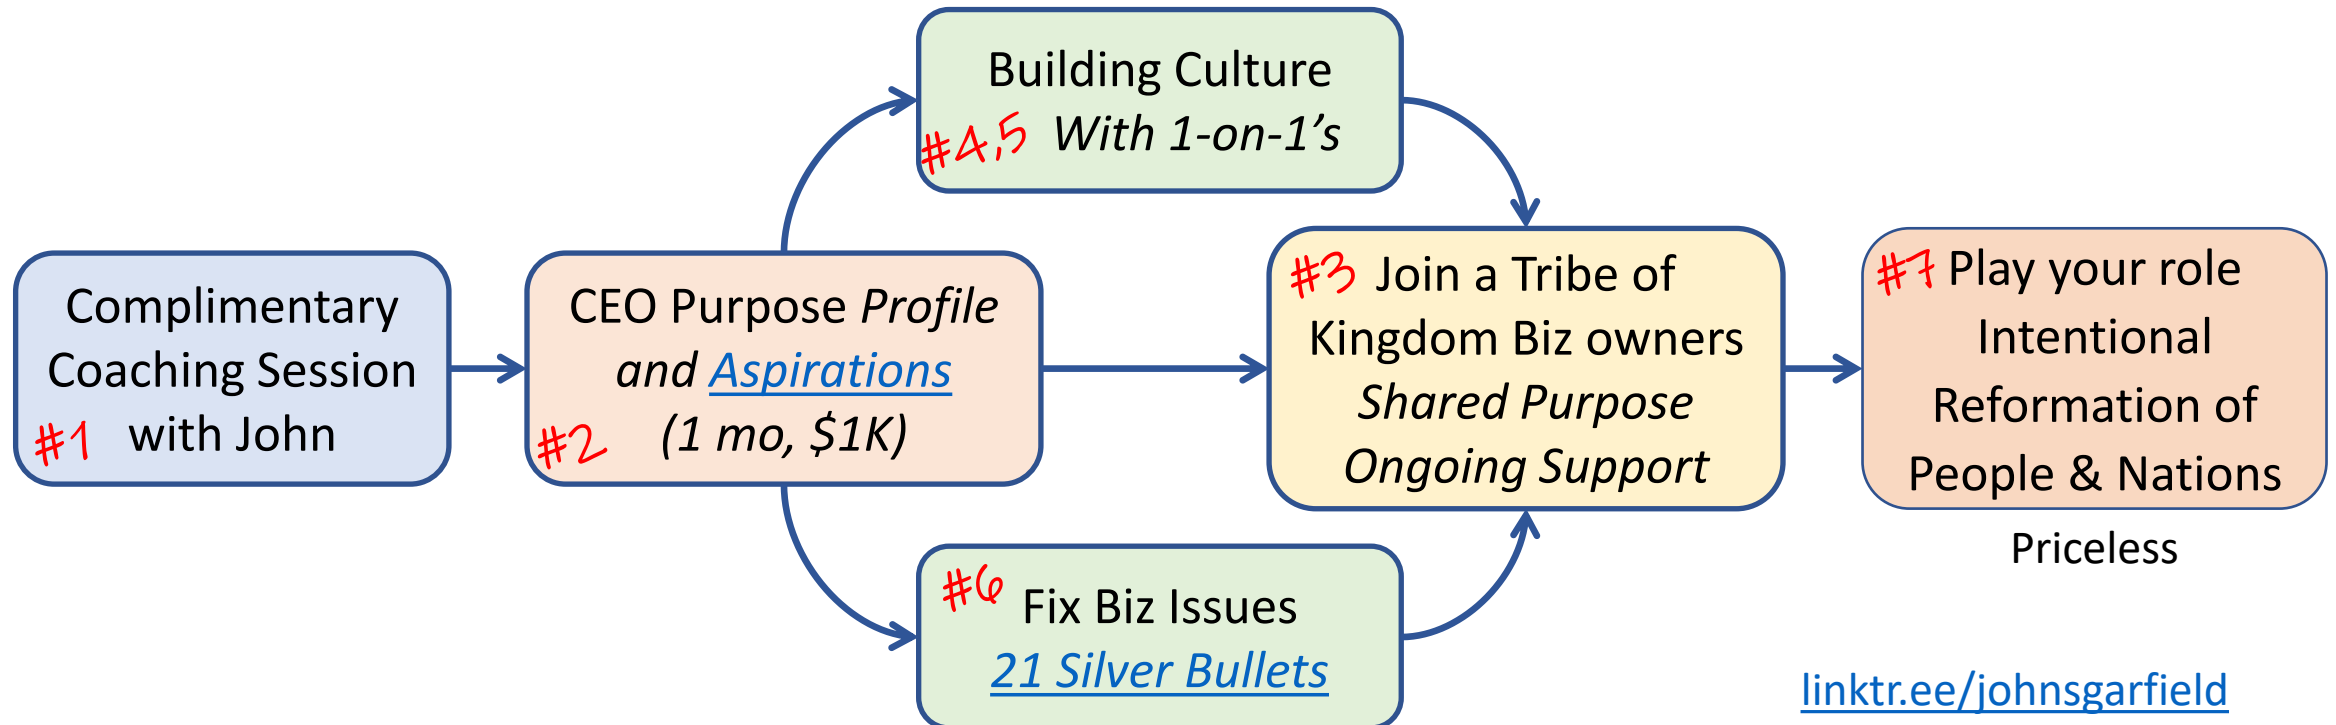 Complimentary
Coaching Session
#1 with John
CEO Purpose Profile
and Aspirations
#2 (1 mo, $1K)
Building Culture
#4,5 With 1-on-1’s
#6 Fix Biz Issues
21 Silver Bullets
#3 Join a Tribe of
Kingdom Biz owners
Shared Purpose
Ongoing Support
#7 Play your role
Intentional
Reformation of
People & Nations
Priceless
linktr.ee/johnsgarfield